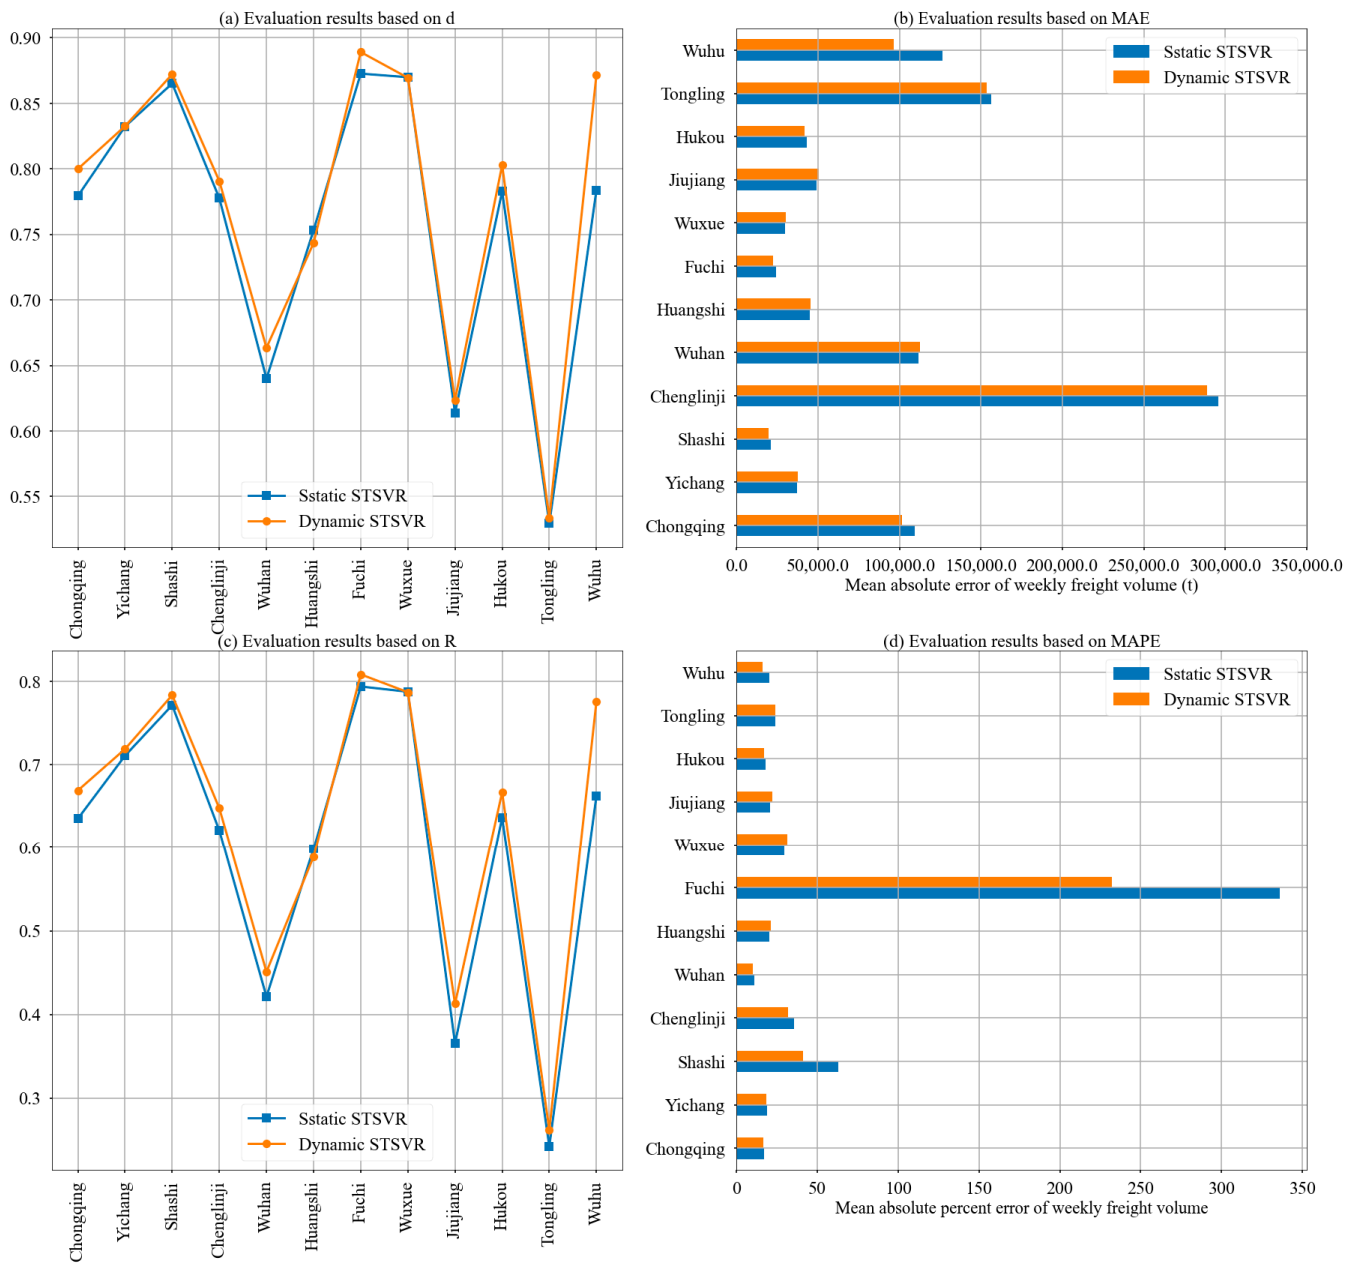 (a) Evaluation results based on d
0.90
0.85
0.80
0.75
0.70
0.65
0.60
0.55
Sstatic STSVR
Dynamic STSVR
Chongqing
Yichang
Shashi
Chenglinji
Wuhan
Huangshi
Fuchi
Wuxue
Jiujiang
Hukou
Tongling
Wuhu
(b) Evaluation results based on MAE
Sstatic STSVR
Dynamic STSVR
Wuhu
Tongling
Hukou
Jiujiang
Wuxue
Fuchi
Huangshi
Wuhan
Chenglinji
Shashi
Yichang
Chongqing
0.0 50,000.0 100,000.0 150,000.0 200,000.0 250,000.0 300,000.0 350,000.0
Mean absolute error of weekly freight volume (t)
(c) Evaluation results based on R
0.8
0.7
0.6
0.5
0.4
0.3
Sstatic STSVR
Dynamic STSVR
Chongqing
Yichang
Shashi
Chenglinji
Wuhan
Huangshi
Fuchi
Wuxue
Jiujiang
Hukou
Tongling
Wuhu
(d) Evaluation results based on MAPE
Sstatic STSVR
Dynamic STSVR
Wuhu
Tongling
Hukou
Jiujiang
Wuxue
Fuchi
Huangshi
Wuhan
Chenglinji
Shashi
Yichang
Chongqing
0 50 100 150 200 250 300 350
Mean absolute percent error of weekly freight volume